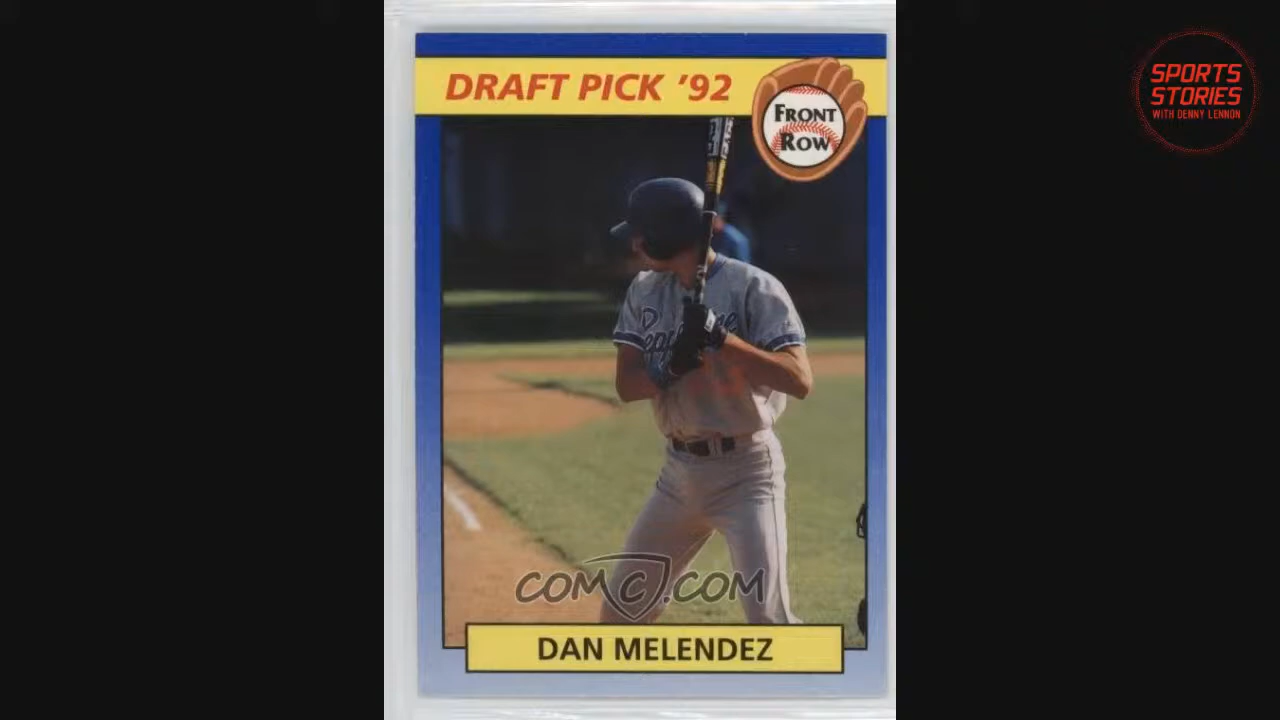 DRAFT PICK '92
FRONT
ROW
SPORTS
STORIES
WITH DENNY LENNON
COMC.COM
DAN MELENDEZ